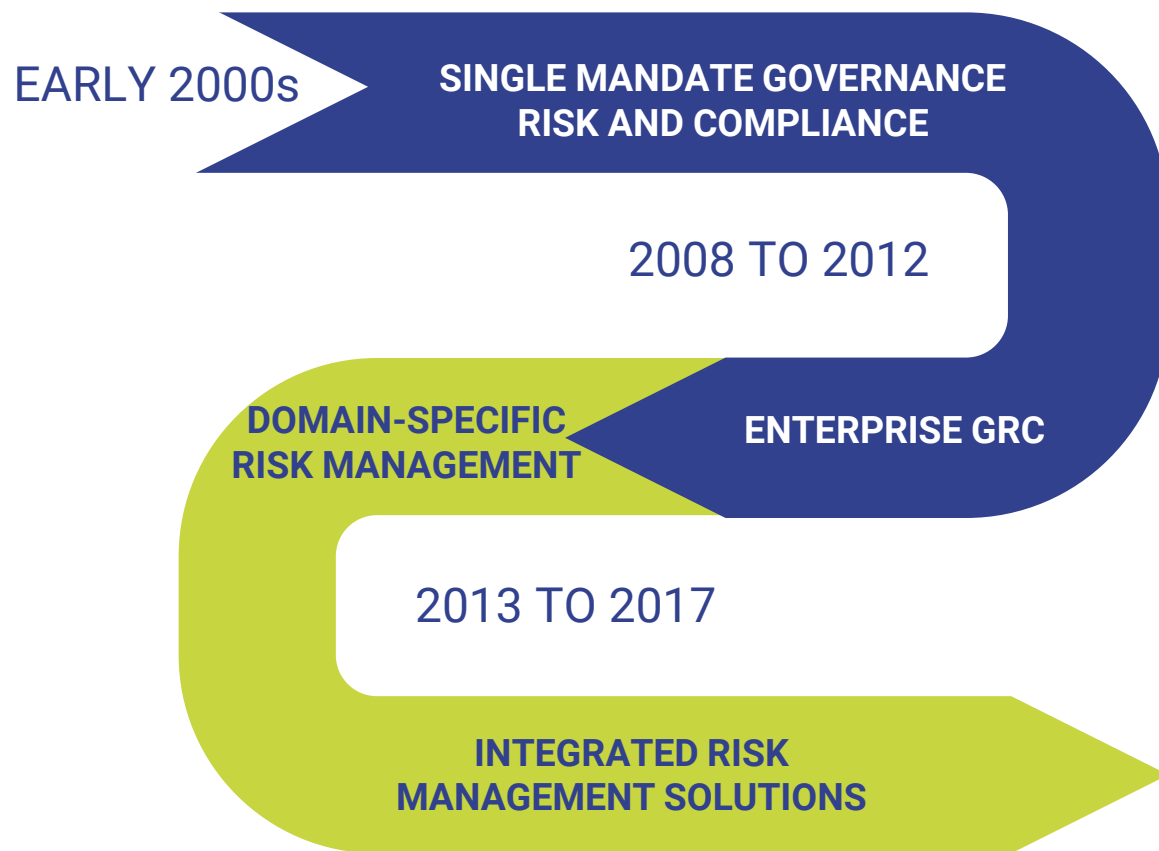 EARLY 2000s
SINGLE MANDATE GOVERNANCE
RISK AND COMPLIANCE
2008 TO 2012
ENTERPRISE GRC
DOMAIN-SPECIFIC
RISK MANAGEMENT
2013 TO 2017
INTEGRATED RISK
MANAGEMENT SOLUTIONS